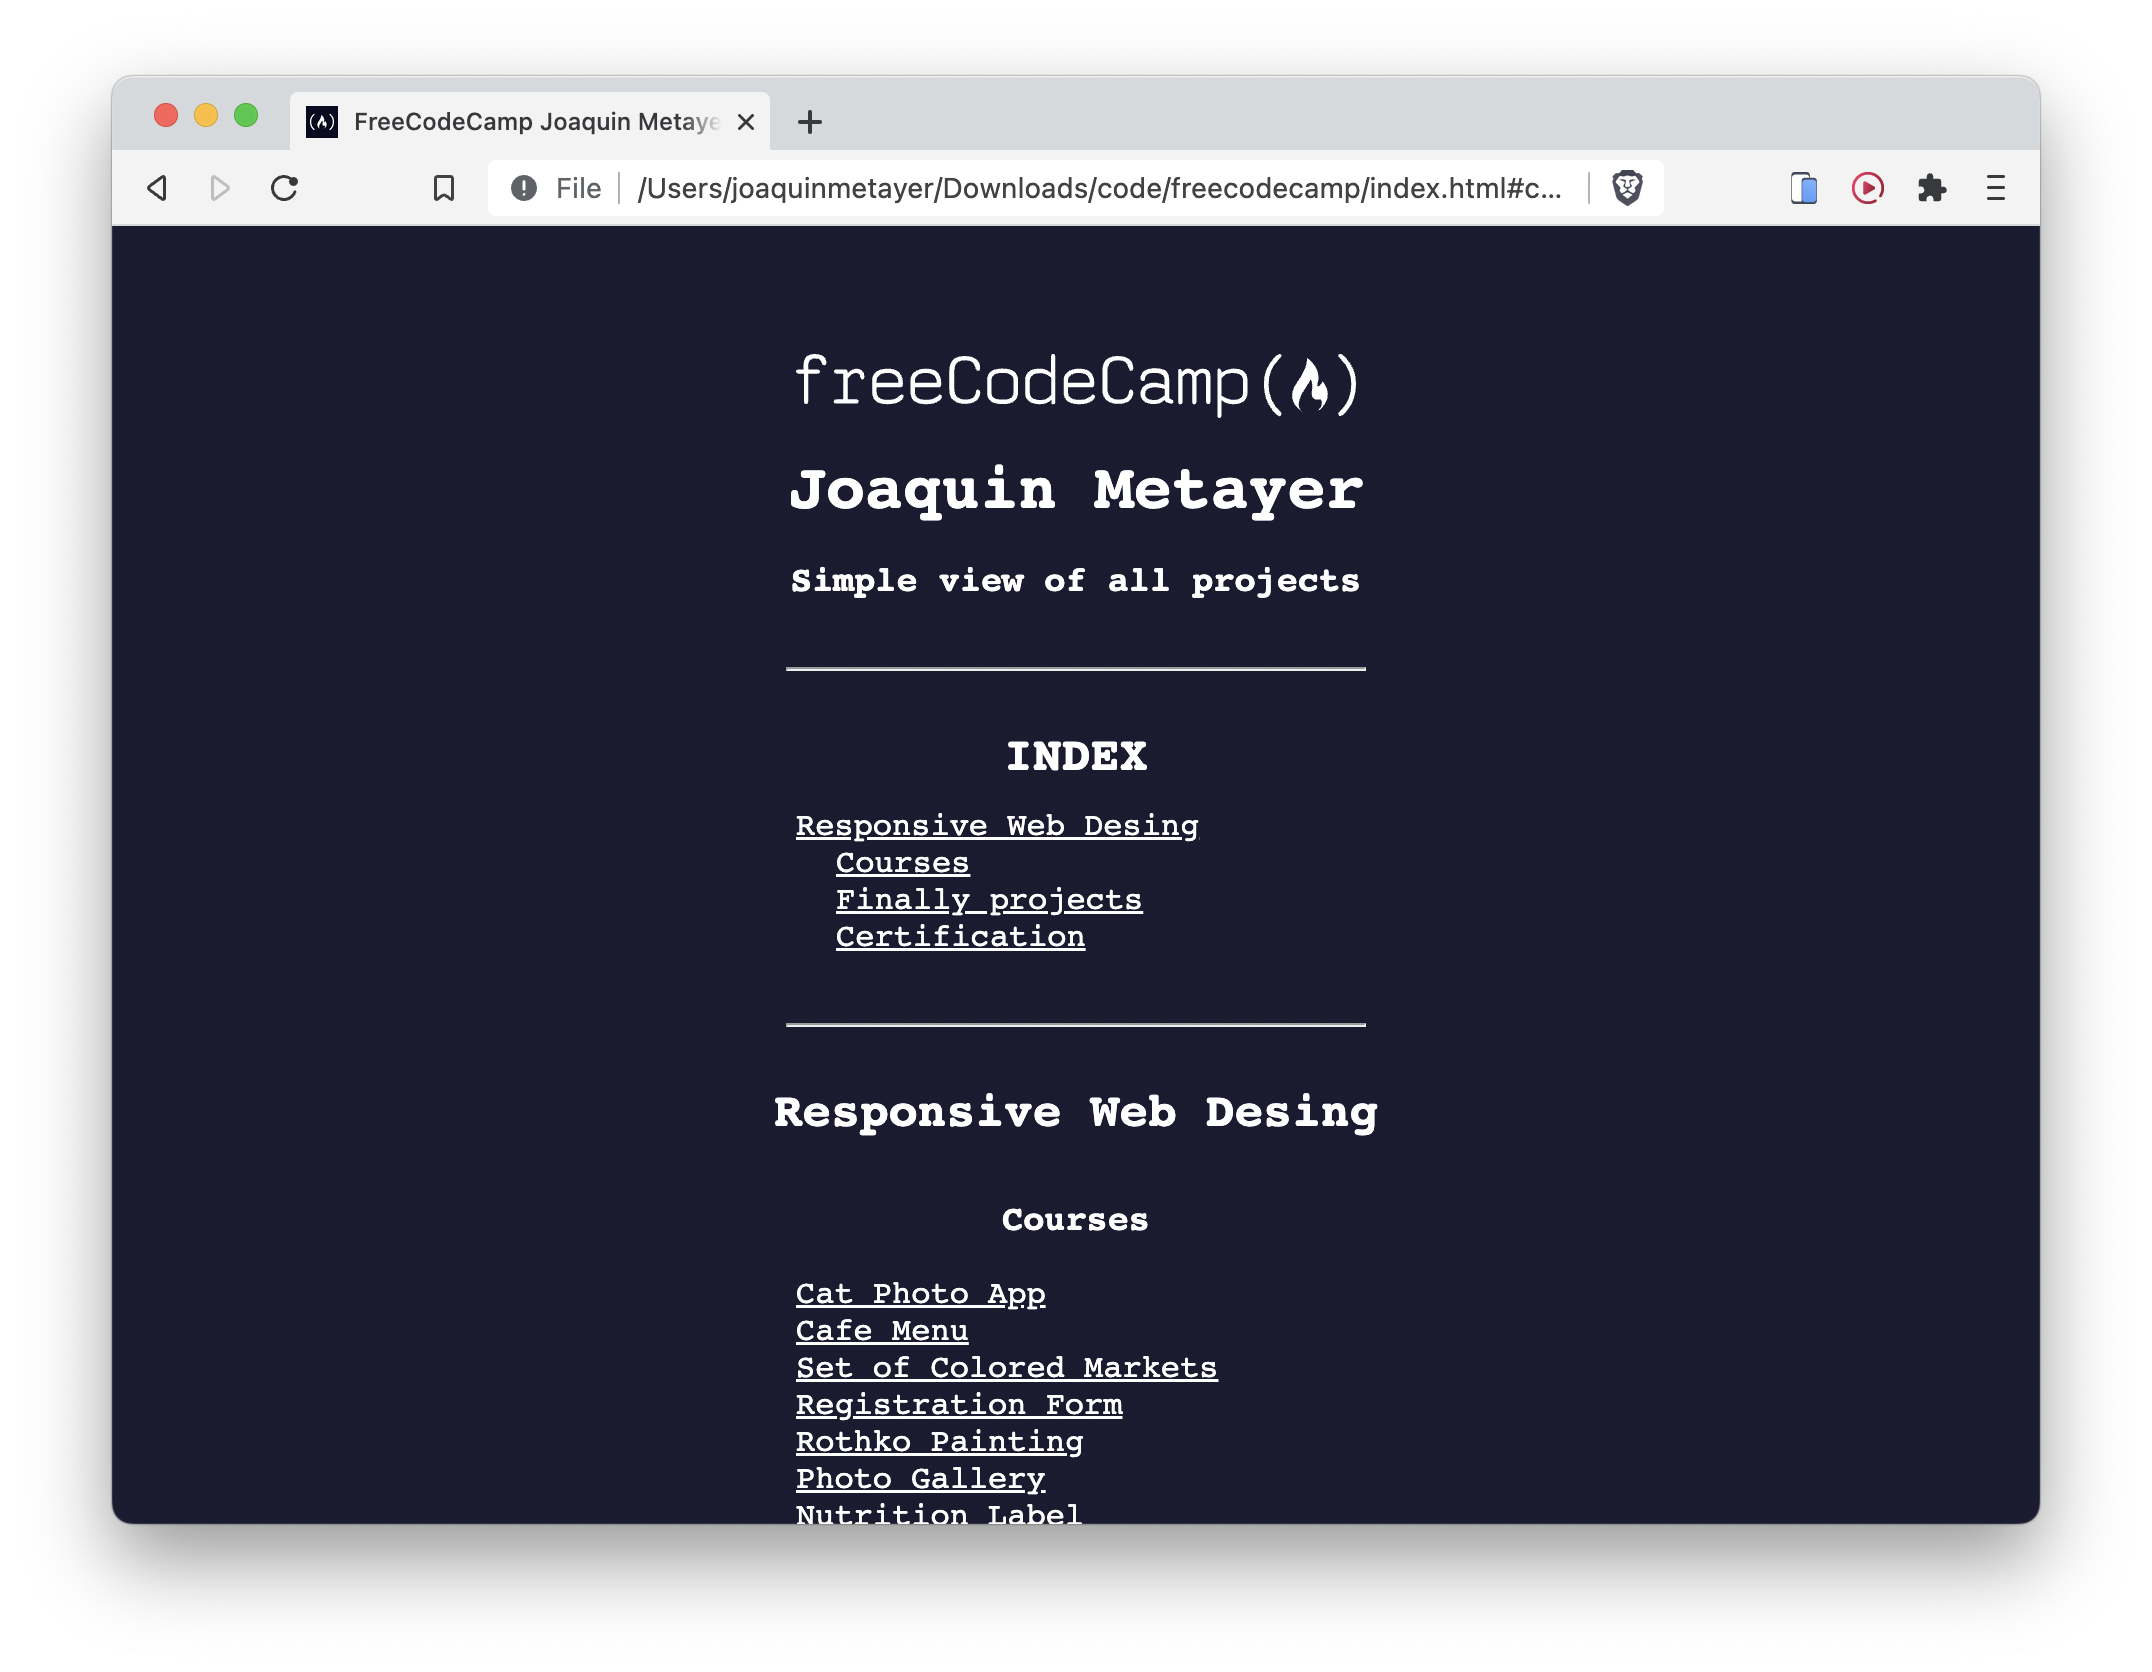 FreeCodeCamp Joaquin Metaye
File /Users/joaquinmetayer/Downloads/code/freecodecamp/index.html#c...
freeCodeCamp
Joaquin Metayer
Simple view of all projects
INDEX
Responsive Web Desing
Courses
Finally projects
Certification
Responsive Web Desing
Courses
Cat Photo App
Cafe Menu
Set of Colored Markets
Registration Form
Rothko Painting
Photo Gallery
Nutrition Label